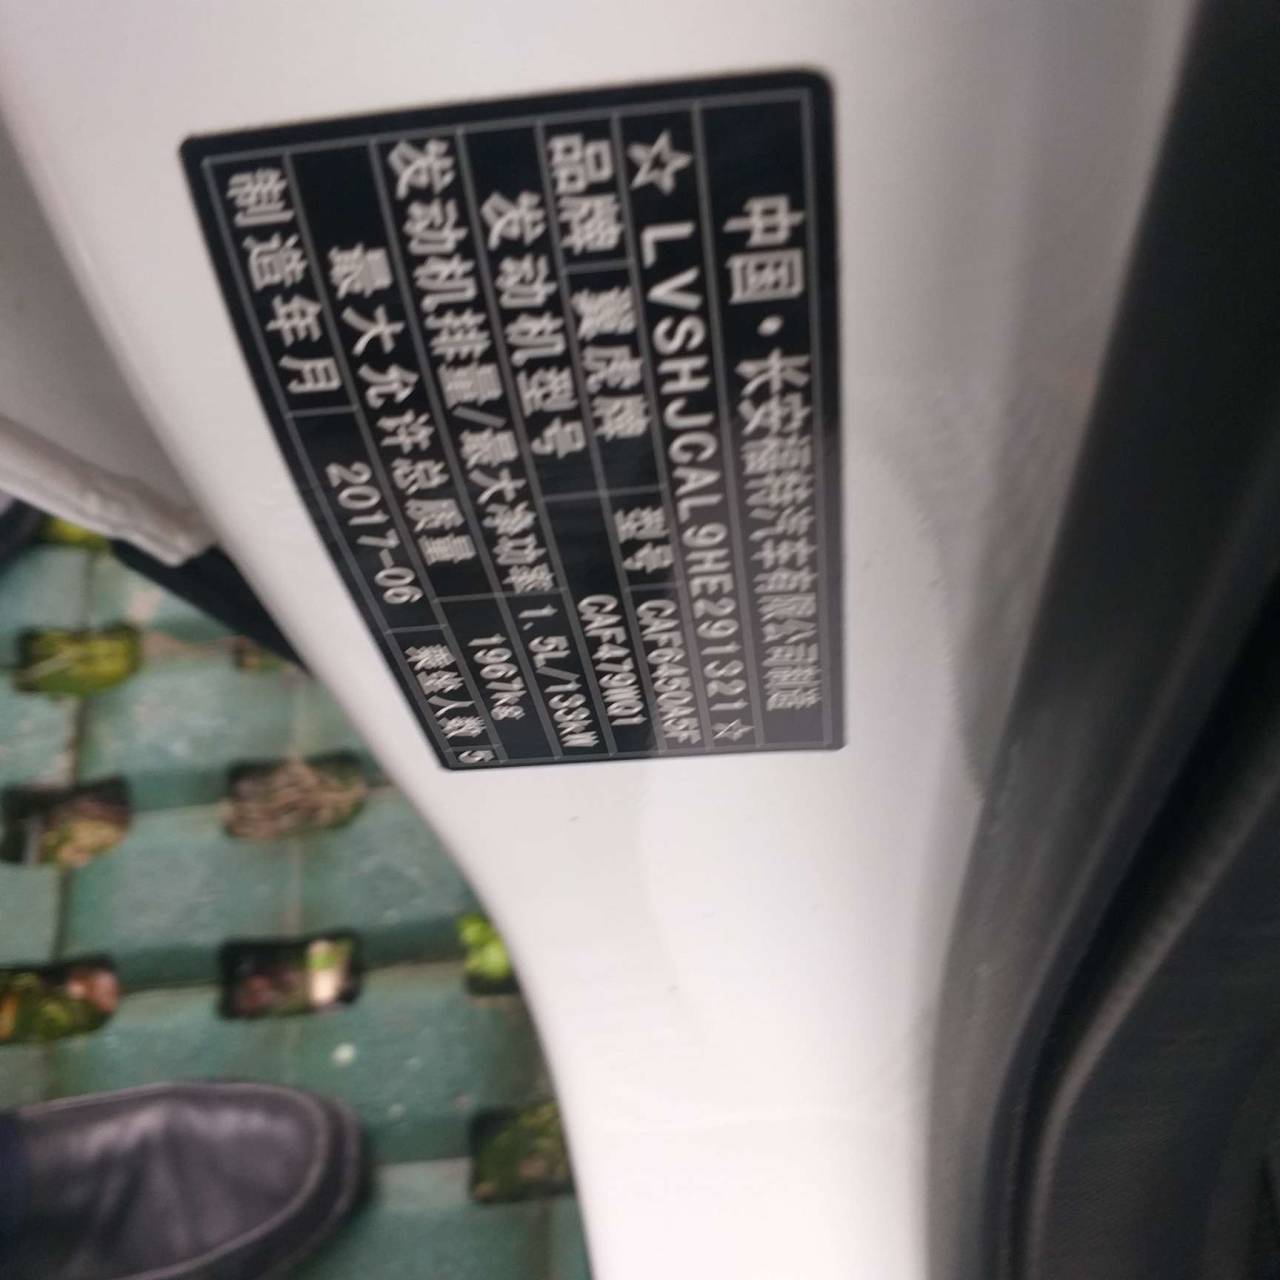 中国·长安福特汽车有限公司制造
☆LVSHJCAL9HE291321☆
品牌 翼虎牌 型号 CAF6450A5F
发动机型号 CAF479WQ1
发动机排量/最大净功率 1.5L/133kW
最大允许总质量 1967kg
制造年月 2017-06 乘坐人数 5